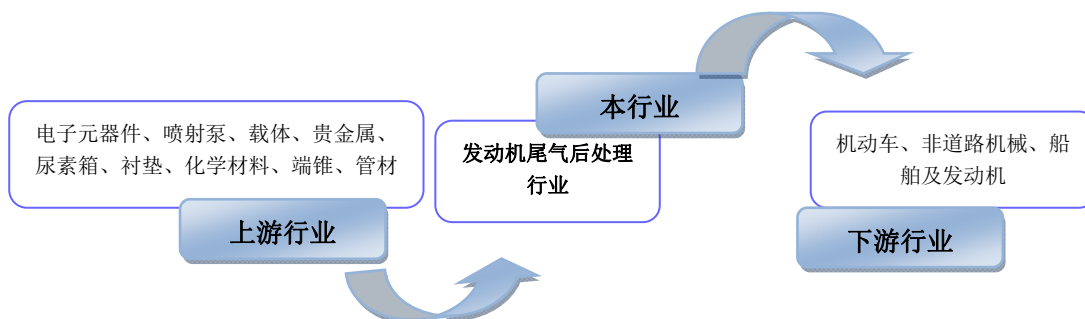 电子元器件、喷射泵、载体、贵金属、
尿素箱、衬垫、化学材料、端锥、管材
上游行业
本行业
发动机尾气后处理
行业
机动车、非道路机械、船
舶及发动机
下游行业